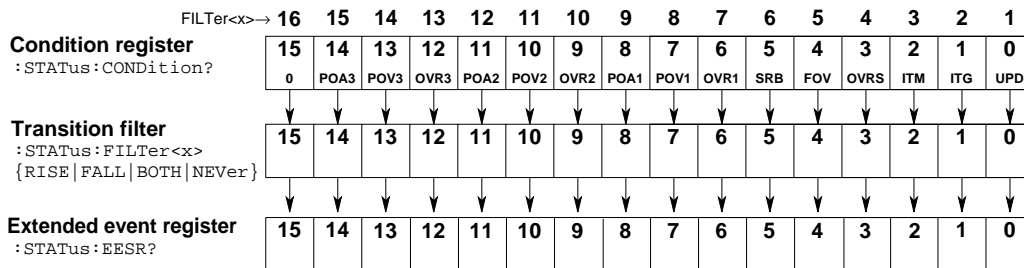 FILTer<x>→ 16 15 14 13 12 11 10 9 8 7 6 5 4 3 2 1
Condition register
:STATus:CONDition?
15 14 13 12 11 10 9 8 7 6 5 4 3 2 1 0
0 POA3 POV3 OVR3 POA2 POV2 OVR2 POA1 POV1 OVR1 SRB FOV OVRS ITM ITG UPD
Transition filter
:STATus:FILTer<x>
{RISE|FALL|BOTH|NEVer}
15 14 13 12 11 10 9 8 7 6 5 4 3 2 1 0
Extended event register
:STATus:EESR?
15 14 13 12 11 10 9 8 7 6 5 4 3 2 1 0